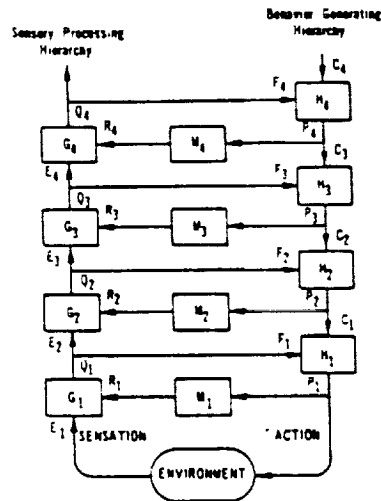 Sensory Processing
Hierarchy
Behavior Generating
Hierarchy
C4
F4
H4
Q4
P4
G4
R4
M4
C3
E4
F3
H3
Q3
P3
G3
R3
M3
C2
E3
F2
H2
Q2
P2
G2
R2
M2
C1
E2
F1
H1
Q1
P1
G1
R1
M1
E1
SENSATION
ACTION
ENVIRONMENT